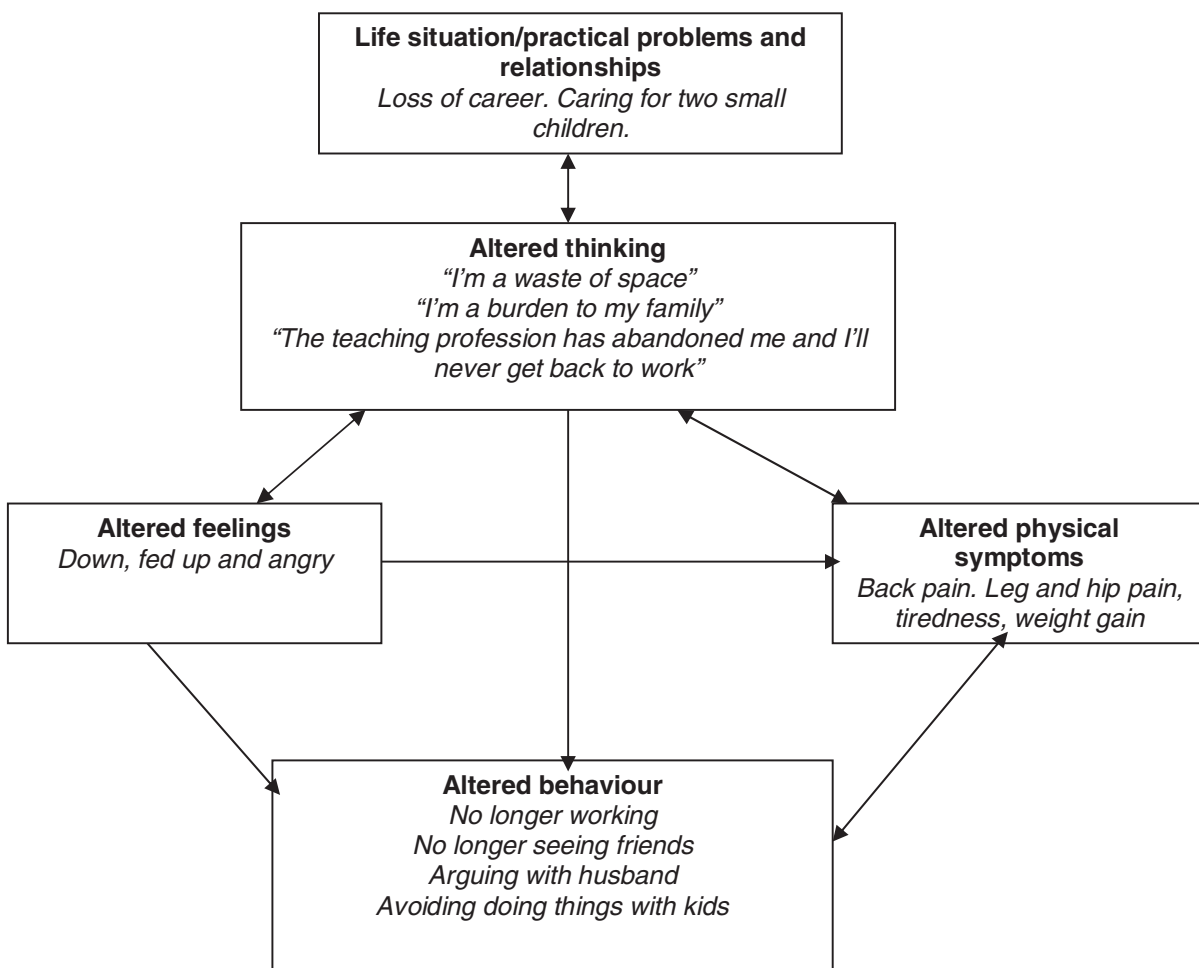 Life situation/practical problems and
relationships
Loss of career. Caring for two small
children.
Altered thinking
“I’m a waste of space”
“I’m a burden to my family”
“The teaching profession has abandoned me and I’ll
never get back to work”
Altered feelings
Down, fed up and angry
Altered physical
symptoms
Back pain. Leg and hip pain,
tiredness, weight gain
Altered behaviour
No longer working
No longer seeing friends
Arguing with husband
Avoiding doing things with kids